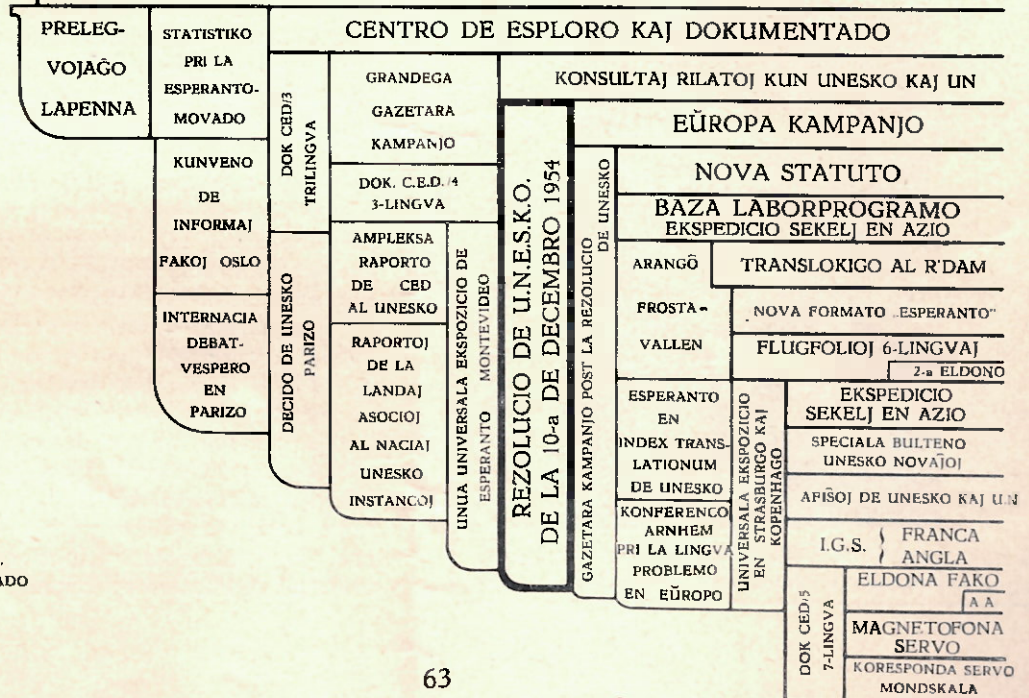 PRELEG-
VOJAĜO
LAPENNA
STATISTIKO
PRI LA
ESPERANTO-
MOVADO
CENTRO DE ESPLORO KAJ DOKUMENTADO
KUNVENO
DE
INFORMAJ
FAKOJ OSLO
INTERNACIA
DEBAT-
VESPERO
EN
PARIZO
DOK CED/3
TRILINGVA
DECIDO DE UNESKO
PARIZO
GRANDEGA
GAZETARA
KAMPANJO
DOK. C.E.D./4
3-LINGVA
AMPLEKSA
RAPORTO
DE CED
AL UNESKO
RAPORTOJ
DE LA
LANDAJ
ASOCIOJ
AL NACIAJ
UNESKO
INSTANCOJ
UNUA UNIVERSALA EKSPOZICIO DE
ESPERANTO MONTEVIDEO
KONSULTAJ RILATOJ KUN UNESKO KAJ UN
REZOLUCIO DE U.N.E.S.K.O.
DE LA 10-a DE DECEMBRO 1954
EŬROPA KAMPANJO
GAZETARA KAMPANJO POST LA REZOLUCIO
DE UNESKO
NOVA STATUTO
BAZA LABORPROGRAMO
EKSPEDICIO SEKELJ EN AZIO
ARANĜO
FROSTA-
VALLEN
TRANSLOKIGO AL R'DAM
NOVA FORMATO „ESPERANTO"
FLUGFOLIOJ 6-LINGVAJ
2-a ELDONO
ESPERANTO
EN
INDEX TRANS-
LATIONUM
DE UNESKO
KONFERENCO
ARNHEM
PRI LA LINGVA
PROBLEMO
EN EŬROPO
UNIVERSALA EKSPOZICIO
EN STRASBURGO KAJ
KOPENHAGO
EKSPEDICIO
SEKELJ EN AZIO
SPECIALA BULTENO
UNESKO NOVAĴOJ
AFIŜOJ DE UNESKO KAJ U.N
I.G.S. { FRANCA
ANGLA
DOK CED/5
7-LINGVA
ELDONA FAKO
A A
MAGNETOFONA
SERVO
KORESPONDA SERVO
MONDSKALA
ADO
63